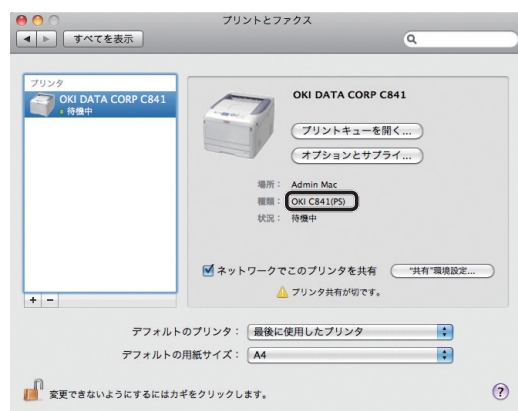 プリントとファクス
すべてを表示
プリンタ
OKI DATA CORP C841
待機中
OKI DATA CORP C841
プリントキューを開く...
オプションとサプライ...
場所： Admin Mac
種類： OKI C841(PS)
状況： 待機中
ネットワークでこのプリンタを共有 "共有"環境設定...
プリンタ共有が切です。
+ −
デフォルトのプリンタ： 最後に使用したプリンタ
デフォルトの用紙サイズ： A4
変更できないようにするにはカギをクリックします。 ?